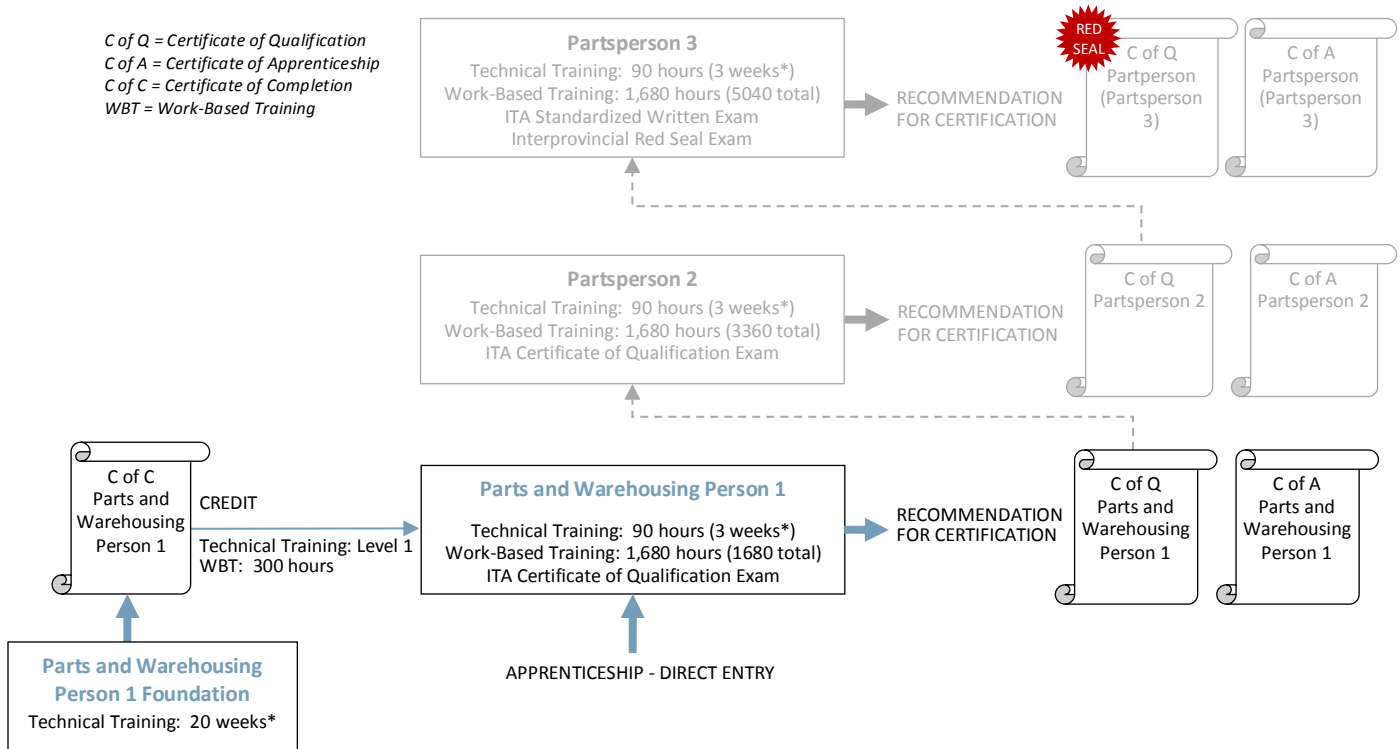 C of Q = Certificate of Qualification
C of A = Certificate of Apprenticeship
C of C = Certificate of Completion
WBT = Work-Based Training
Partsperson 3
Technical Training:  90 hours (3 weeks*)
Work-Based Training: 1,680 hours (5040 total)
ITA Standardized Written Exam
Interprovincial Red Seal Exam
RECOMMENDATION
FOR CERTIFICATION
RED
SEAL
C of Q
Partperson
(Partsperson
3)
C of A
Partsperson
(Partsperson
3)
Partsperson 2
Technical Training:  90 hours (3 weeks*)
Work-Based Training: 1,680 hours (3360 total)
ITA Certificate of Qualification Exam
RECOMMENDATION
FOR CERTIFICATION
C of Q
Partsperson 2
C of A
Partsperson 2
C of C
Parts and
Warehousing
Person 1
CREDIT
Technical Training: Level 1
WBT:  300 hours
Parts and Warehousing Person 1
Technical Training:  90 hours (3 weeks*)
Work-Based Training: 1,680 hours (1680 total)
ITA Certificate of Qualification Exam
RECOMMENDATION
FOR CERTIFICATION
C of Q
Parts and
Warehousing
Person 1
C of A
Parts and
Warehousing
Person 1
Parts and Warehousing
Person 1 Foundation
Technical Training:  20 weeks*
APPRENTICESHIP - DIRECT ENTRY